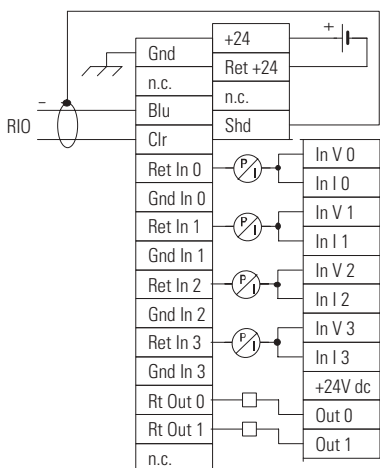 +24
Gnd
Ret +24
n.c.
n.c.
Blu
Shd
RIO
Clr
Ret In 0
In V 0
In I 0
Gnd In 0
Ret In 1
In V 1
In I 1
Gnd In 1
Ret In 2
In V 2
In I 2
Gnd In 2
Ret In 3
In V 3
In I 3
Gnd In 3
+24V dc
Rt Out 0
Out 0
Rt Out 1
Out 1
n.c.
+
–
+
P
I
P
I
P
I
P
I